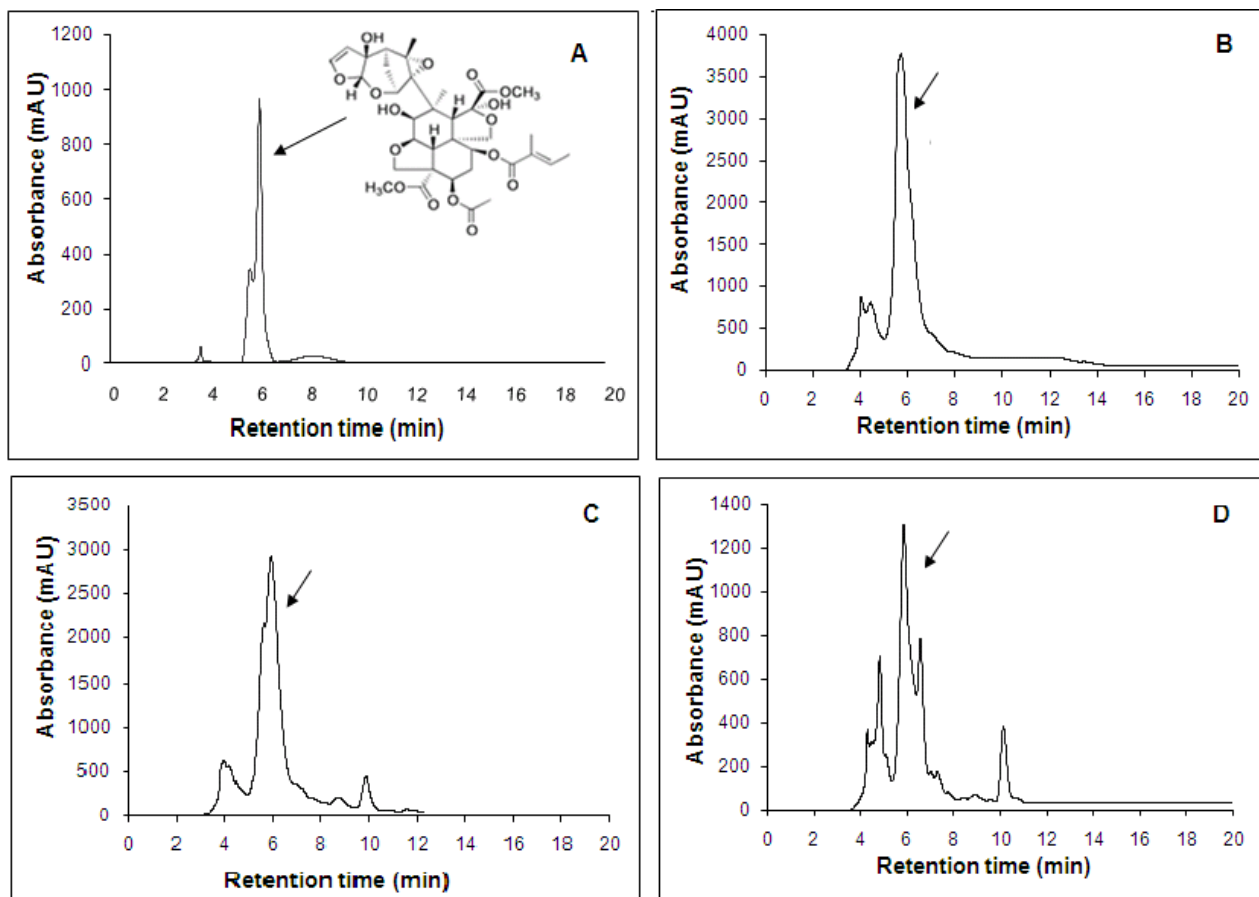 A
1200
1000
800
600
400
200
0
Absorbance (mAU)
0 2 4 6 8 10 12 14 16 18 20
Retention time (min)
OH
O
O
H
O
O
OCH₃
HO
H
OH
O
H
O
O
O
H₃CO
O
O
O
B
4000
3500
3000
2500
2000
1500
1000
500
0
Absorbance (mAU)
0 2 4 6 8 10 12 14 16 18 20
Retention time (min)
C
3500
3000
2500
2000
1500
1000
500
0
Absorbance (mAU)
0 2 4 6 8 10 12 14 16 18 20
Retention time (min)
D
1400
1200
1000
800
600
400
200
0
Absorbance (mAU)
0 2 4 6 8 10 12 14 16 18 20
Retention time (min)